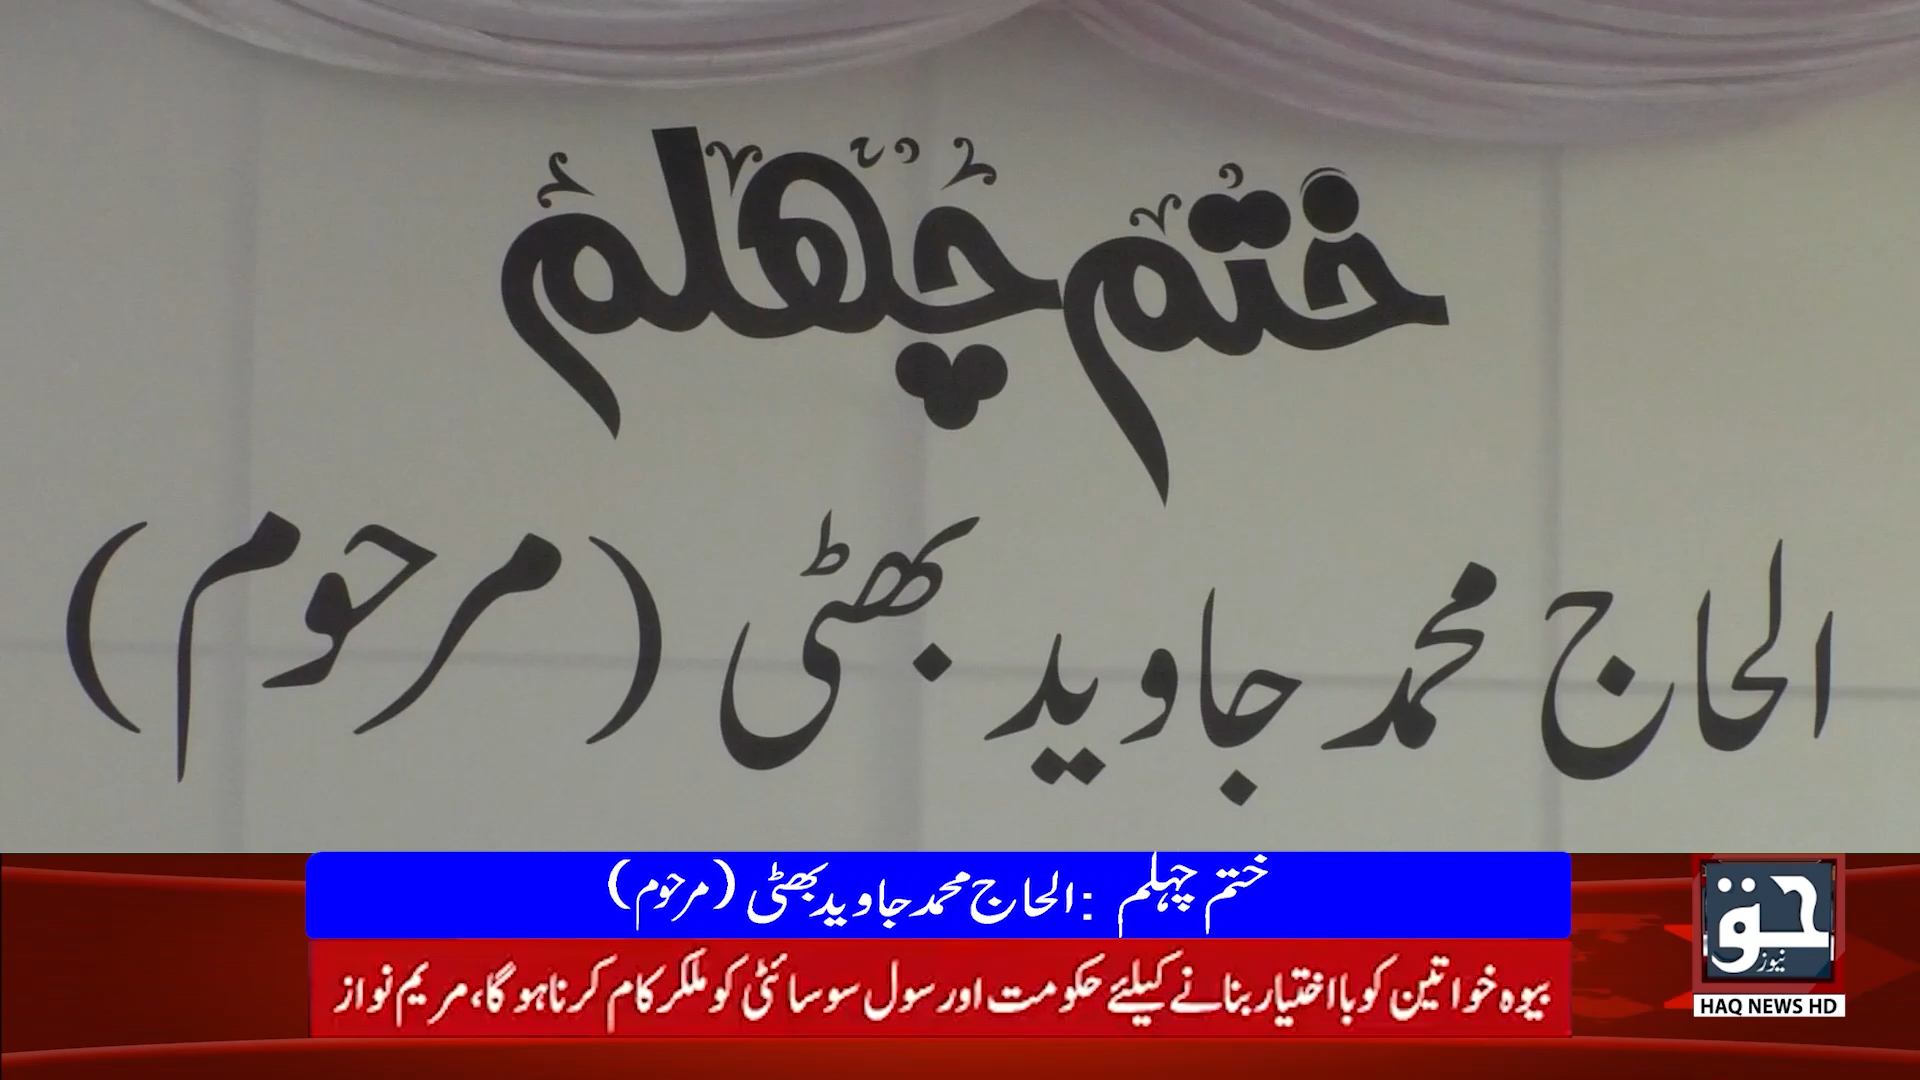 ختم چھلم
الحاج محمد جاوید بھٹی (مرحوم)
ختم چہلم :الحاج محمد جاوید بھٹی (مرحوم)
بیوہ خواتین کو بااختیار بنانے کیلئے حکومت اور سول سوسائٹی کو ملکر کام کرنا ہو گا، مریم نواز
حق
نیوز
HAQ NEWS HD